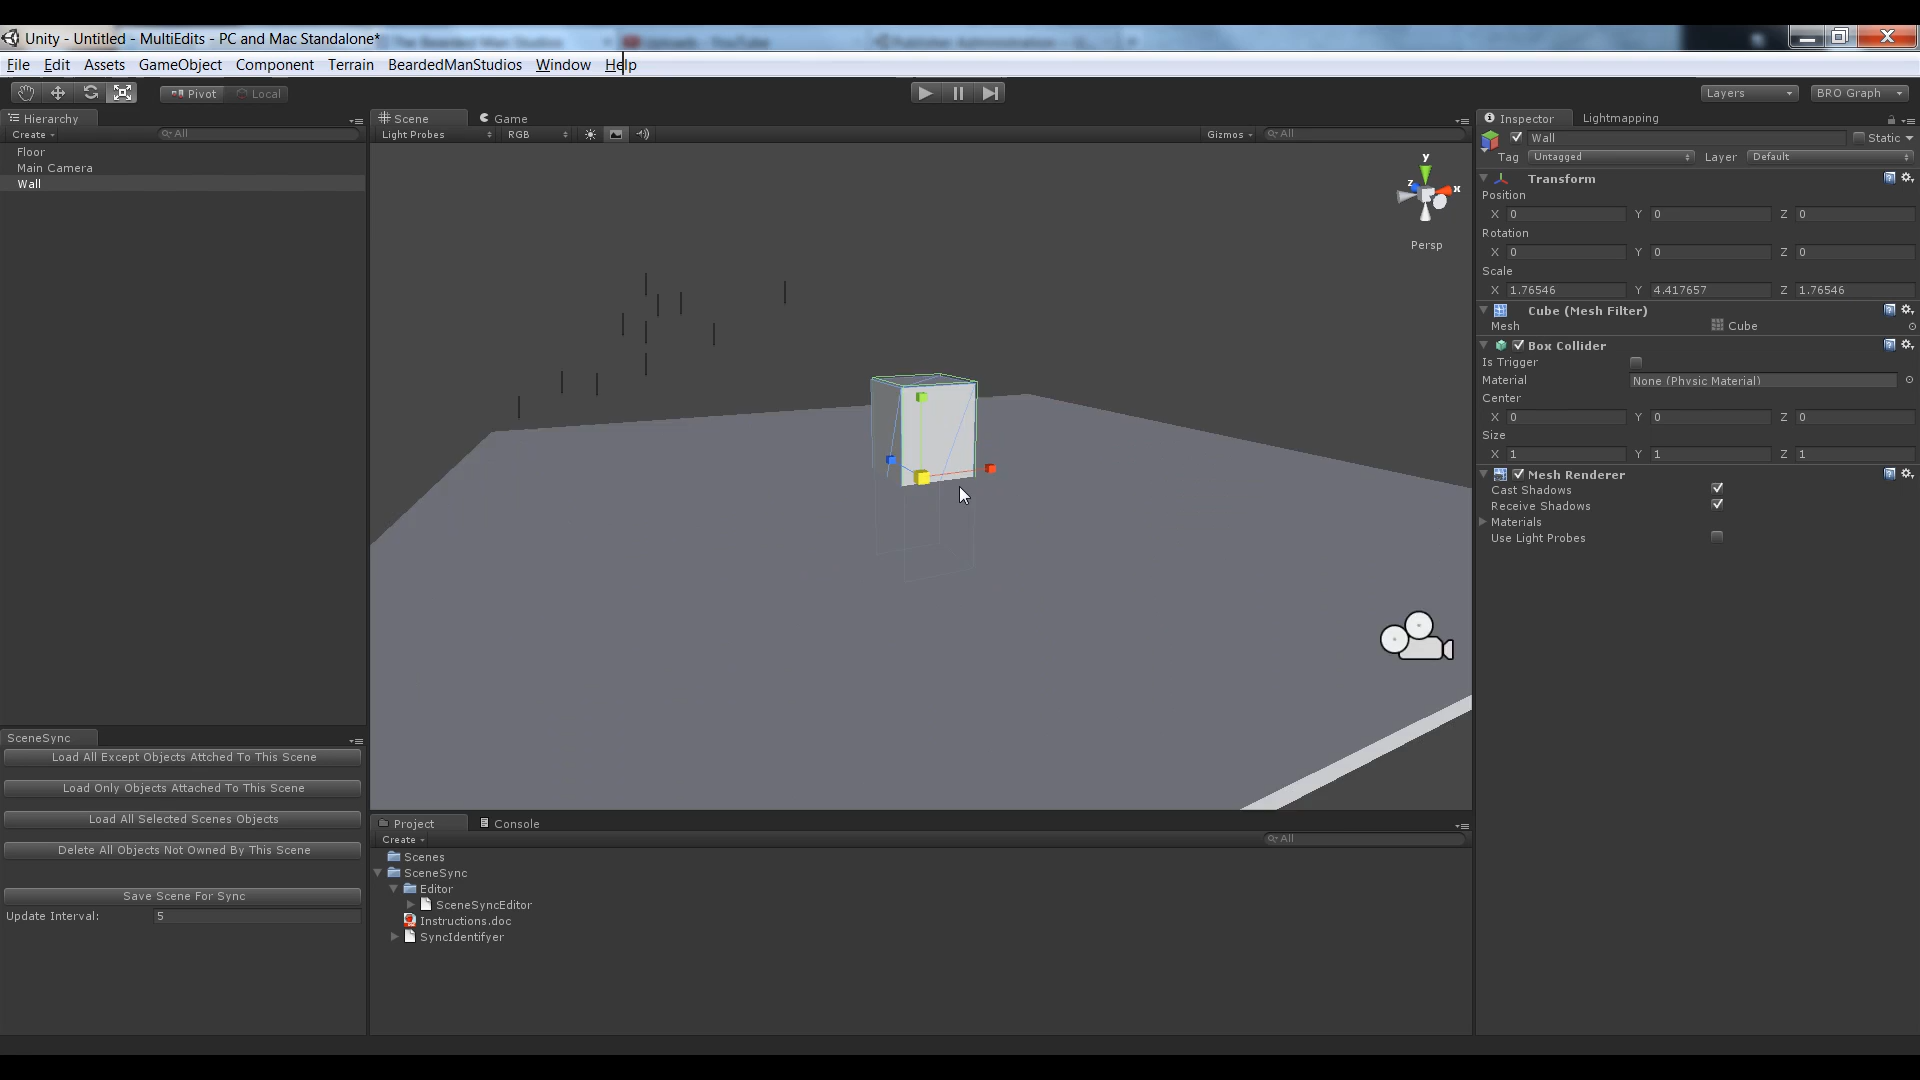 Unity - Untitled - MultiEdits - PC and Mac Standalone*
File Edit Assets GameObject Component Terrain BeardedManStudios Window Help
Pivot Local Layers BRO Graph
Hierarchy
Create All
Floor
Main Camera
Wall
Scene Game
Light Probes RGB Gizmos All
y
z x
Persp
Inspector Lightmapping
Wall Static
Tag Untagged Layer Default
Transform
Position
X 0 Y 0 Z 0
Rotation
X 0 Y 0 Z 0
Scale
X 1.76546 Y 4.417657 Z 1.76546
Cube (Mesh Filter)
Mesh Cube
Box Collider
Is Trigger
Material None (Physic Material)
Center
X 0 Y 0 Z 0
Size
X 1 Y 1 Z 1
Mesh Renderer
Cast Shadows
Receive Shadows
Materials
Use Light Probes
SceneSync
Load All Except Objects Attched To This Scene
Load Only Objects Attached To This Scene
Load All Selected Scenes Objects
Delete All Objects Not Owned By This Scene
Save Scene For Sync
Update Interval: 5
Project Console
Create All
Scenes
SceneSync
Editor
SceneSyncEditor
Instructions.doc
SyncIdentifyer